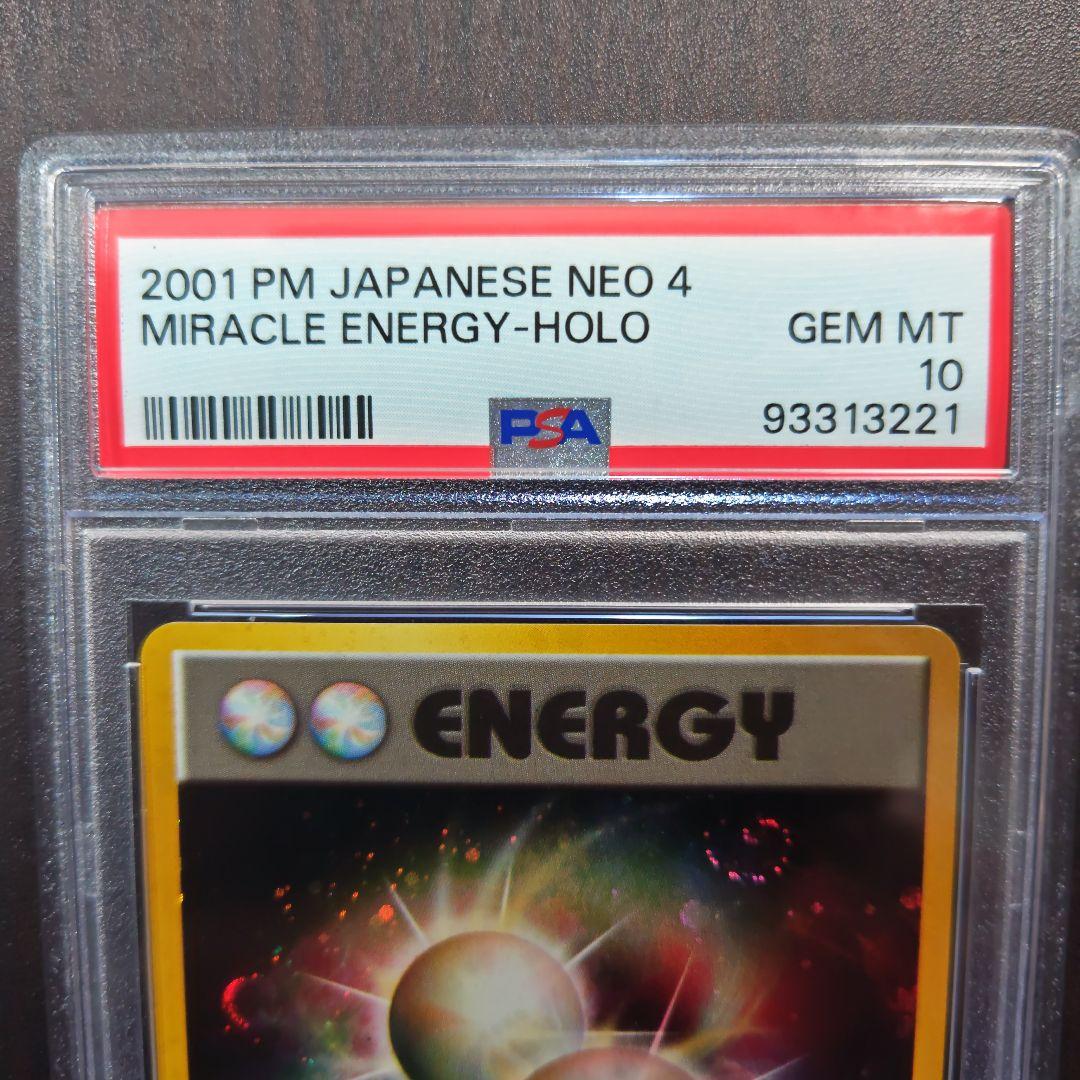 2001 PM JAPANESE NEO 4
MIRACLE ENERGY-HOLO
GEM MT
10
93313221
PSA
ENERGY